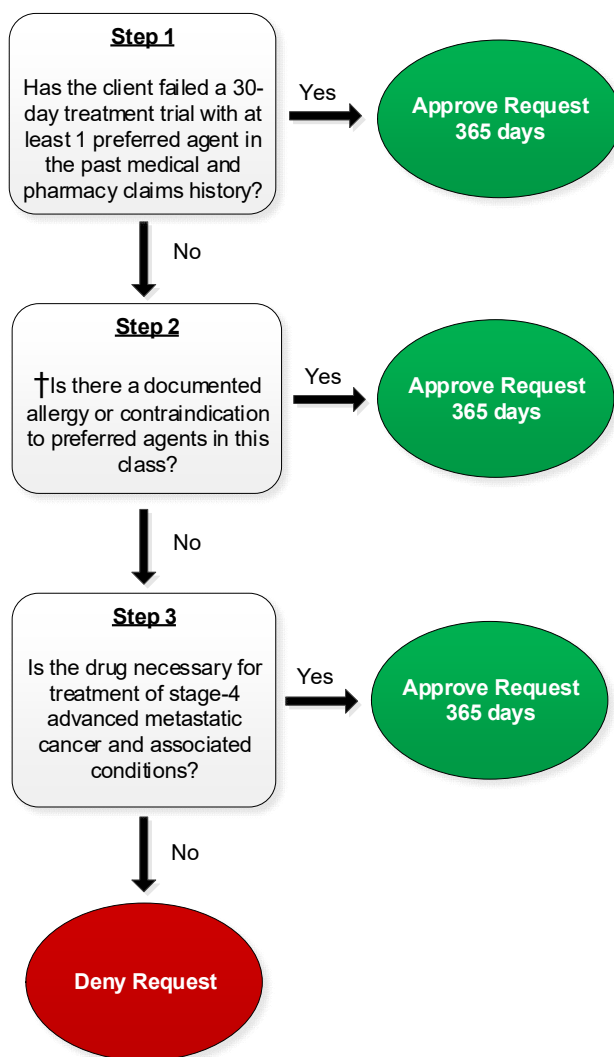 Step 1
Has the client failed a 30-
day treatment trial with at
least 1 preferred agent in
the past medical and
pharmacy claims history?
Yes
Approve Request
365 days
No
Step 2
†Is there a documented
allergy or contraindication
to preferred agents in this
class?
Yes
Approve Request
365 days
No
Step 3
Is the drug necessary for
treatment of stage-4
advanced metastatic
cancer and associated
conditions?
Yes
Approve Request
365 days
No
Deny Request